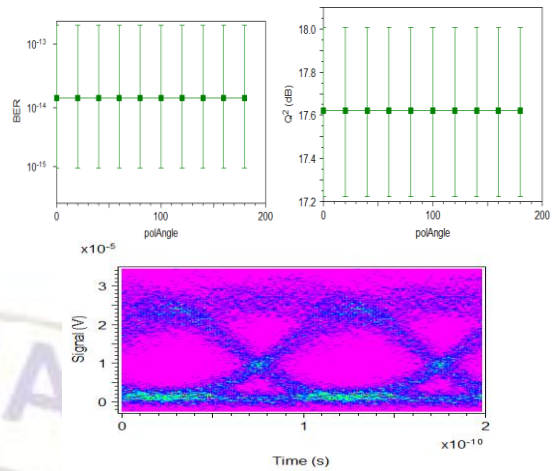 10⁻¹³
10⁻¹⁴
10⁻¹⁵
BER
0 100 200
polAngle
18.0
17.8
17.6
17.4
17.2
Q² (dB)
0 100 200
polAngle
x10⁻⁵
3
2
1
0
Signal (V)
0 1 2
x10⁻¹⁰
Time (s)
A